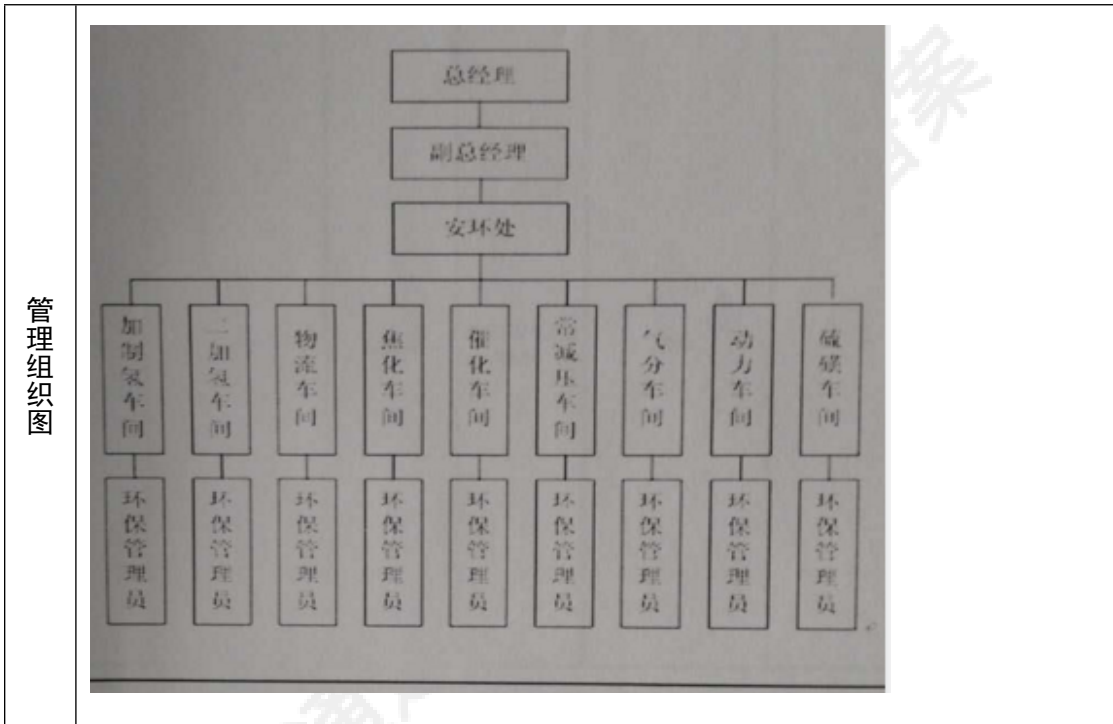 管理组织图
总经理
副总经理
安环处
加制氢车间
二加氢车间
物流车间
焦化车间
催化车间
常减压车间
气分车间
动力车间
硫磺车间
环保管理员
环保管理员
环保管理员
环保管理员
环保管理员
环保管理员
环保管理员
环保管理员
环保管理员